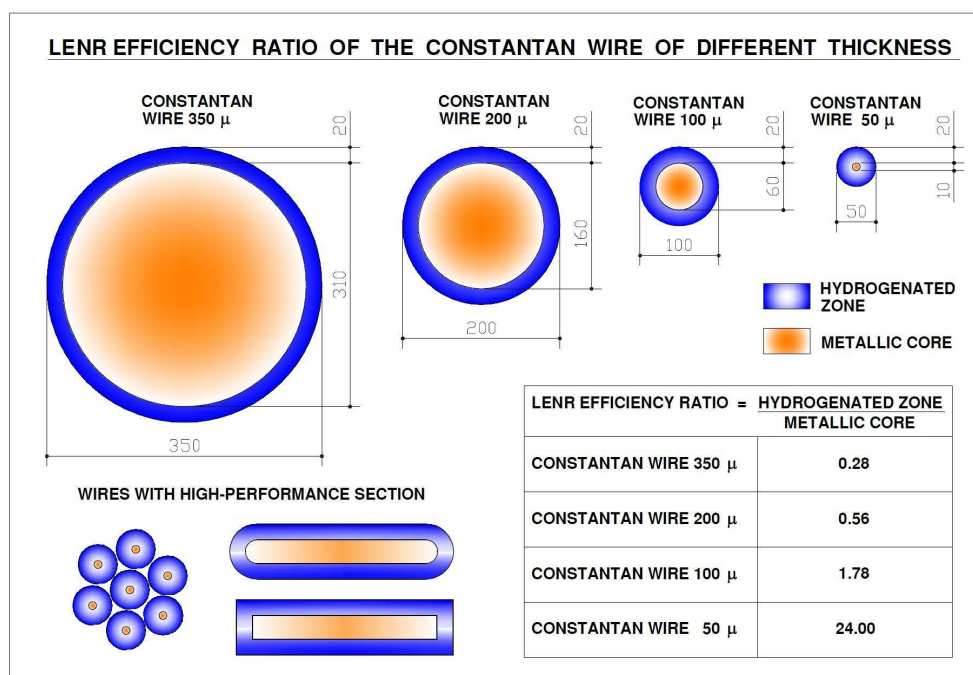 LENR EFFICIENCY RATIO OF THE CONSTANTAN WIRE OF DIFFERENT THICKNESS
CONSTANTAN
WIRE 350 μ
20
310
350
CONSTANTAN
WIRE 200 μ
20
160
200
CONSTANTAN
WIRE 100 μ
20
60
100
CONSTANTAN
WIRE 50 μ
20
10
50
HYDROGENATED
ZONE
METALLIC CORE
WIRES WITH HIGH-PERFORMANCE SECTION
LENR EFFICIENCY RATIO = HYDROGENATED ZONE
METALLIC CORE
CONSTANTAN WIRE 350 μ 0.28
CONSTANTAN WIRE 200 μ 0.56
CONSTANTAN WIRE 100 μ 1.78
CONSTANTAN WIRE 50 μ 24.00